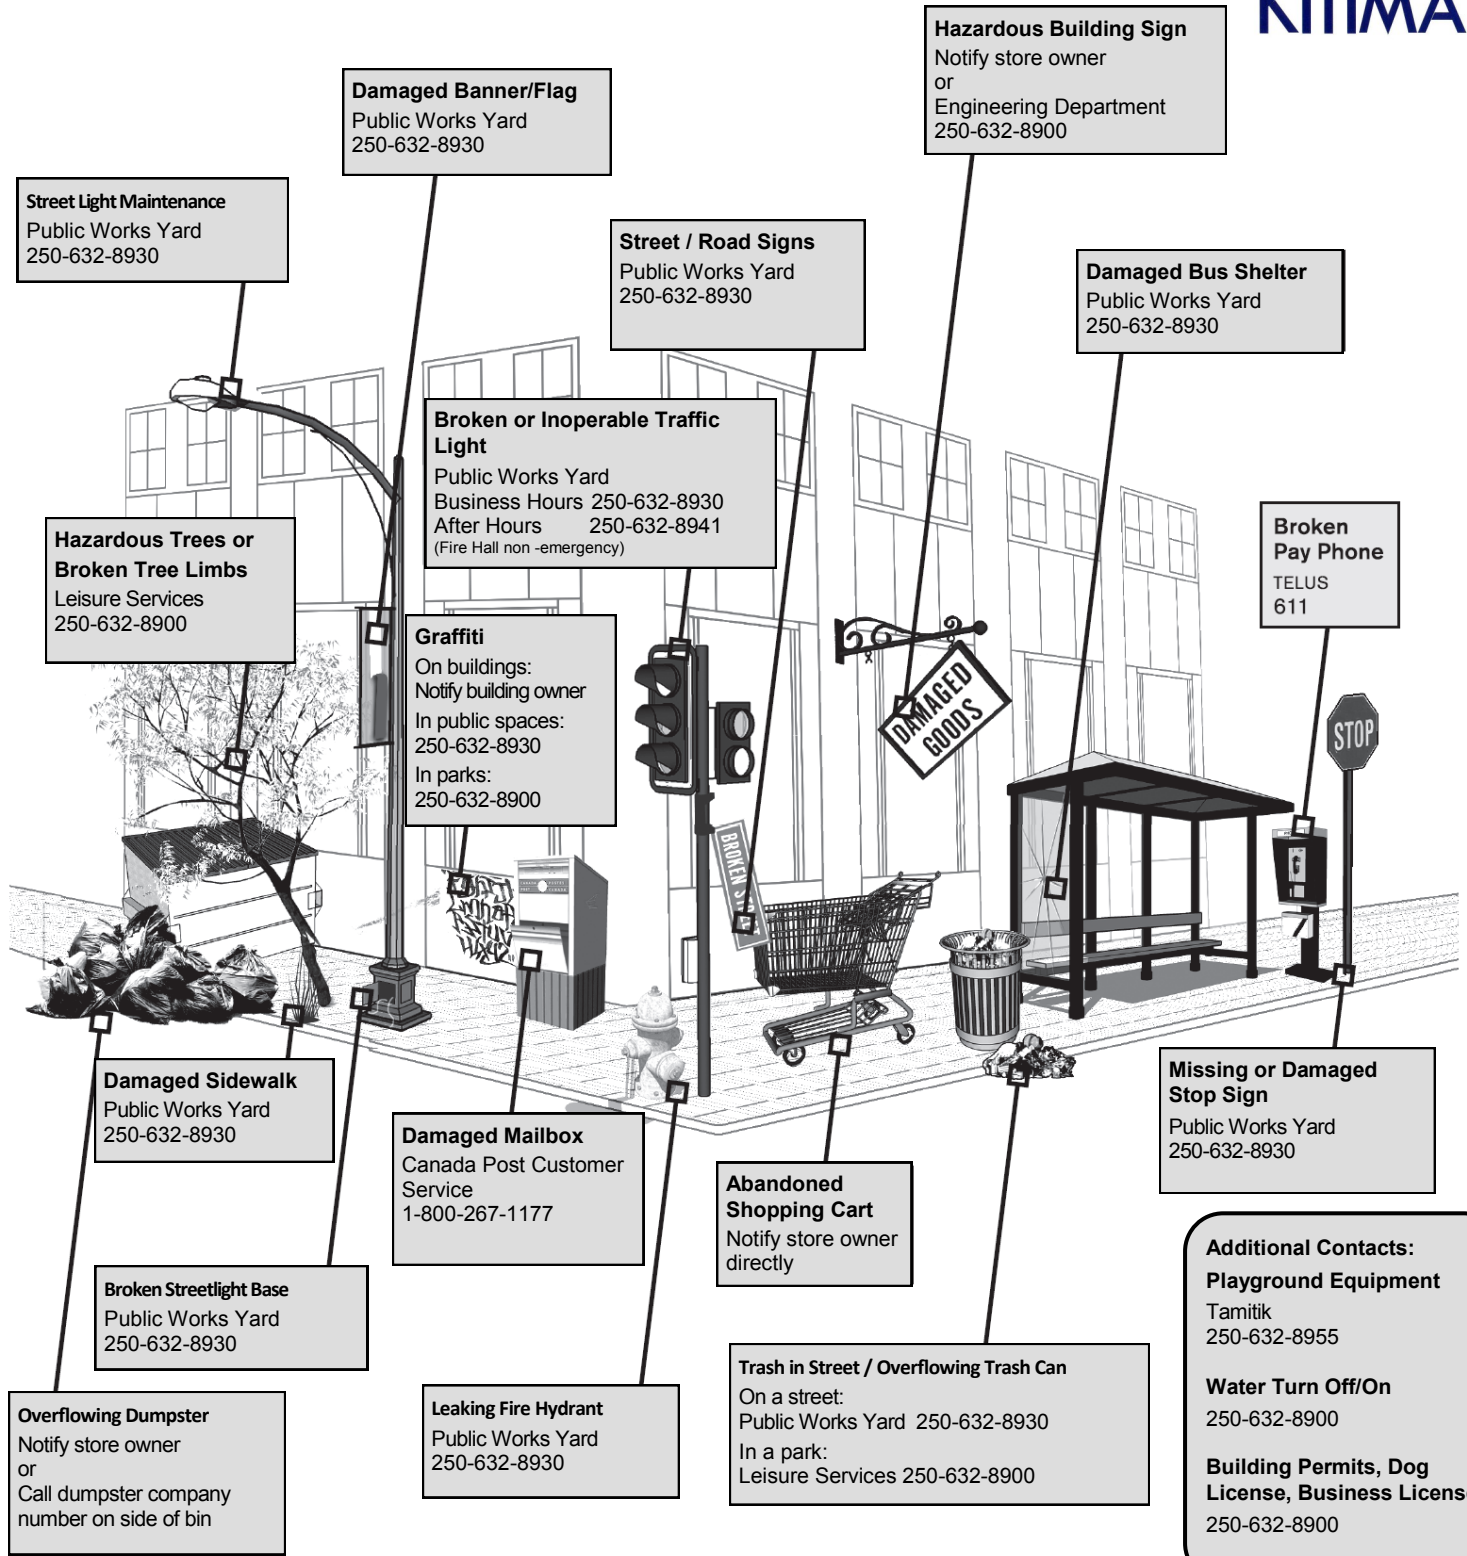 KITIMA
Hazardous Building Sign
Notify store owner
or
Engineering Department
250-632-8900
Damaged Banner/Flag
Public Works Yard
250-632-8930
Street Light Maintenance
Public Works Yard
250-632-8930
Street / Road Signs
Public Works Yard
250-632-8930
Damaged Bus Shelter
Public Works Yard
250-632-8930
Broken or Inoperable Traffic
Light
Public Works Yard
Business Hours 250-632-8930
After Hours 250-632-8941
(Fire Hall non -emergency)
Broken
Pay Phone
TELUS
611
Hazardous Trees or
Broken Tree Limbs
Leisure Services
250-632-8900
Graffiti
On buildings:
Notify building owner
In public spaces:
250-632-8930
In parks:
250-632-8900
DAMAGED
GOODS
STOP
BROKEN ST
Damaged Sidewalk
Public Works Yard
250-632-8930
Damaged Mailbox
Canada Post Customer
Service
1-800-267-1177
Abandoned
Shopping Cart
Notify store owner
directly
Missing or Damaged
Stop Sign
Public Works Yard
250-632-8930
Broken Streetlight Base
Public Works Yard
250-632-8930
Overflowing Dumpster
Notify store owner
or
Call dumpster company
number on side of bin
Leaking Fire Hydrant
Public Works Yard
250-632-8930
Trash in Street / Overflowing Trash Can
On a street:
Public Works Yard 250-632-8930
In a park:
Leisure Services 250-632-8900
Additional Contacts:
Playground Equipment
Tamitik
250-632-8955
Water Turn Off/On
250-632-8900
Building Permits, Dog
License, Business License
250-632-8900